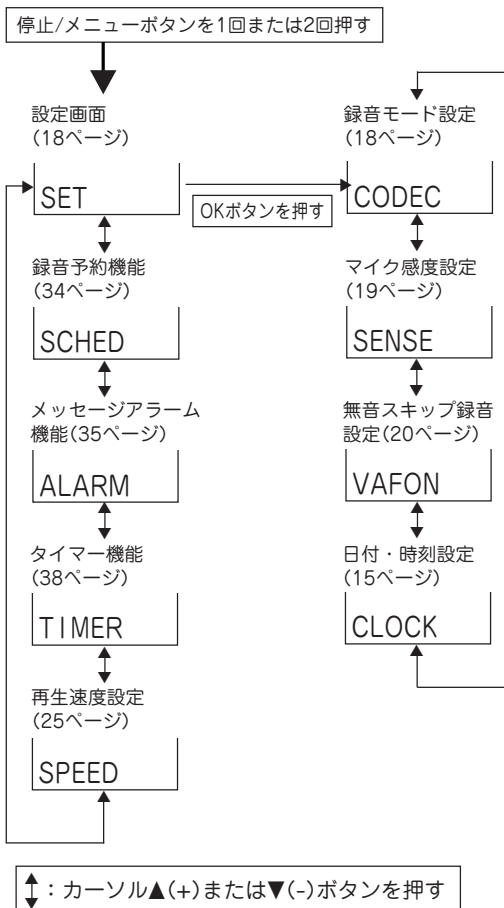 停止/メニューボタンを1回または2回押す
設定画面
(18ページ)
SET
OKボタンを押す
録音予約機能
(34ページ)
SCHED
メッセージアラーム
機能(35ページ)
ALARM
タイマー機能
(38ページ)
TIMER
再生速度設定
(25ページ)
SPEED
録音モード設定
(18ページ)
CODEC
マイク感度設定
(19ページ)
SENSE
無音スキップ録音
設定(20ページ)
VAFON
日付・時刻設定
(15ページ)
CLOCK
：カーソル▲(+)または▼(-)ボタンを押す